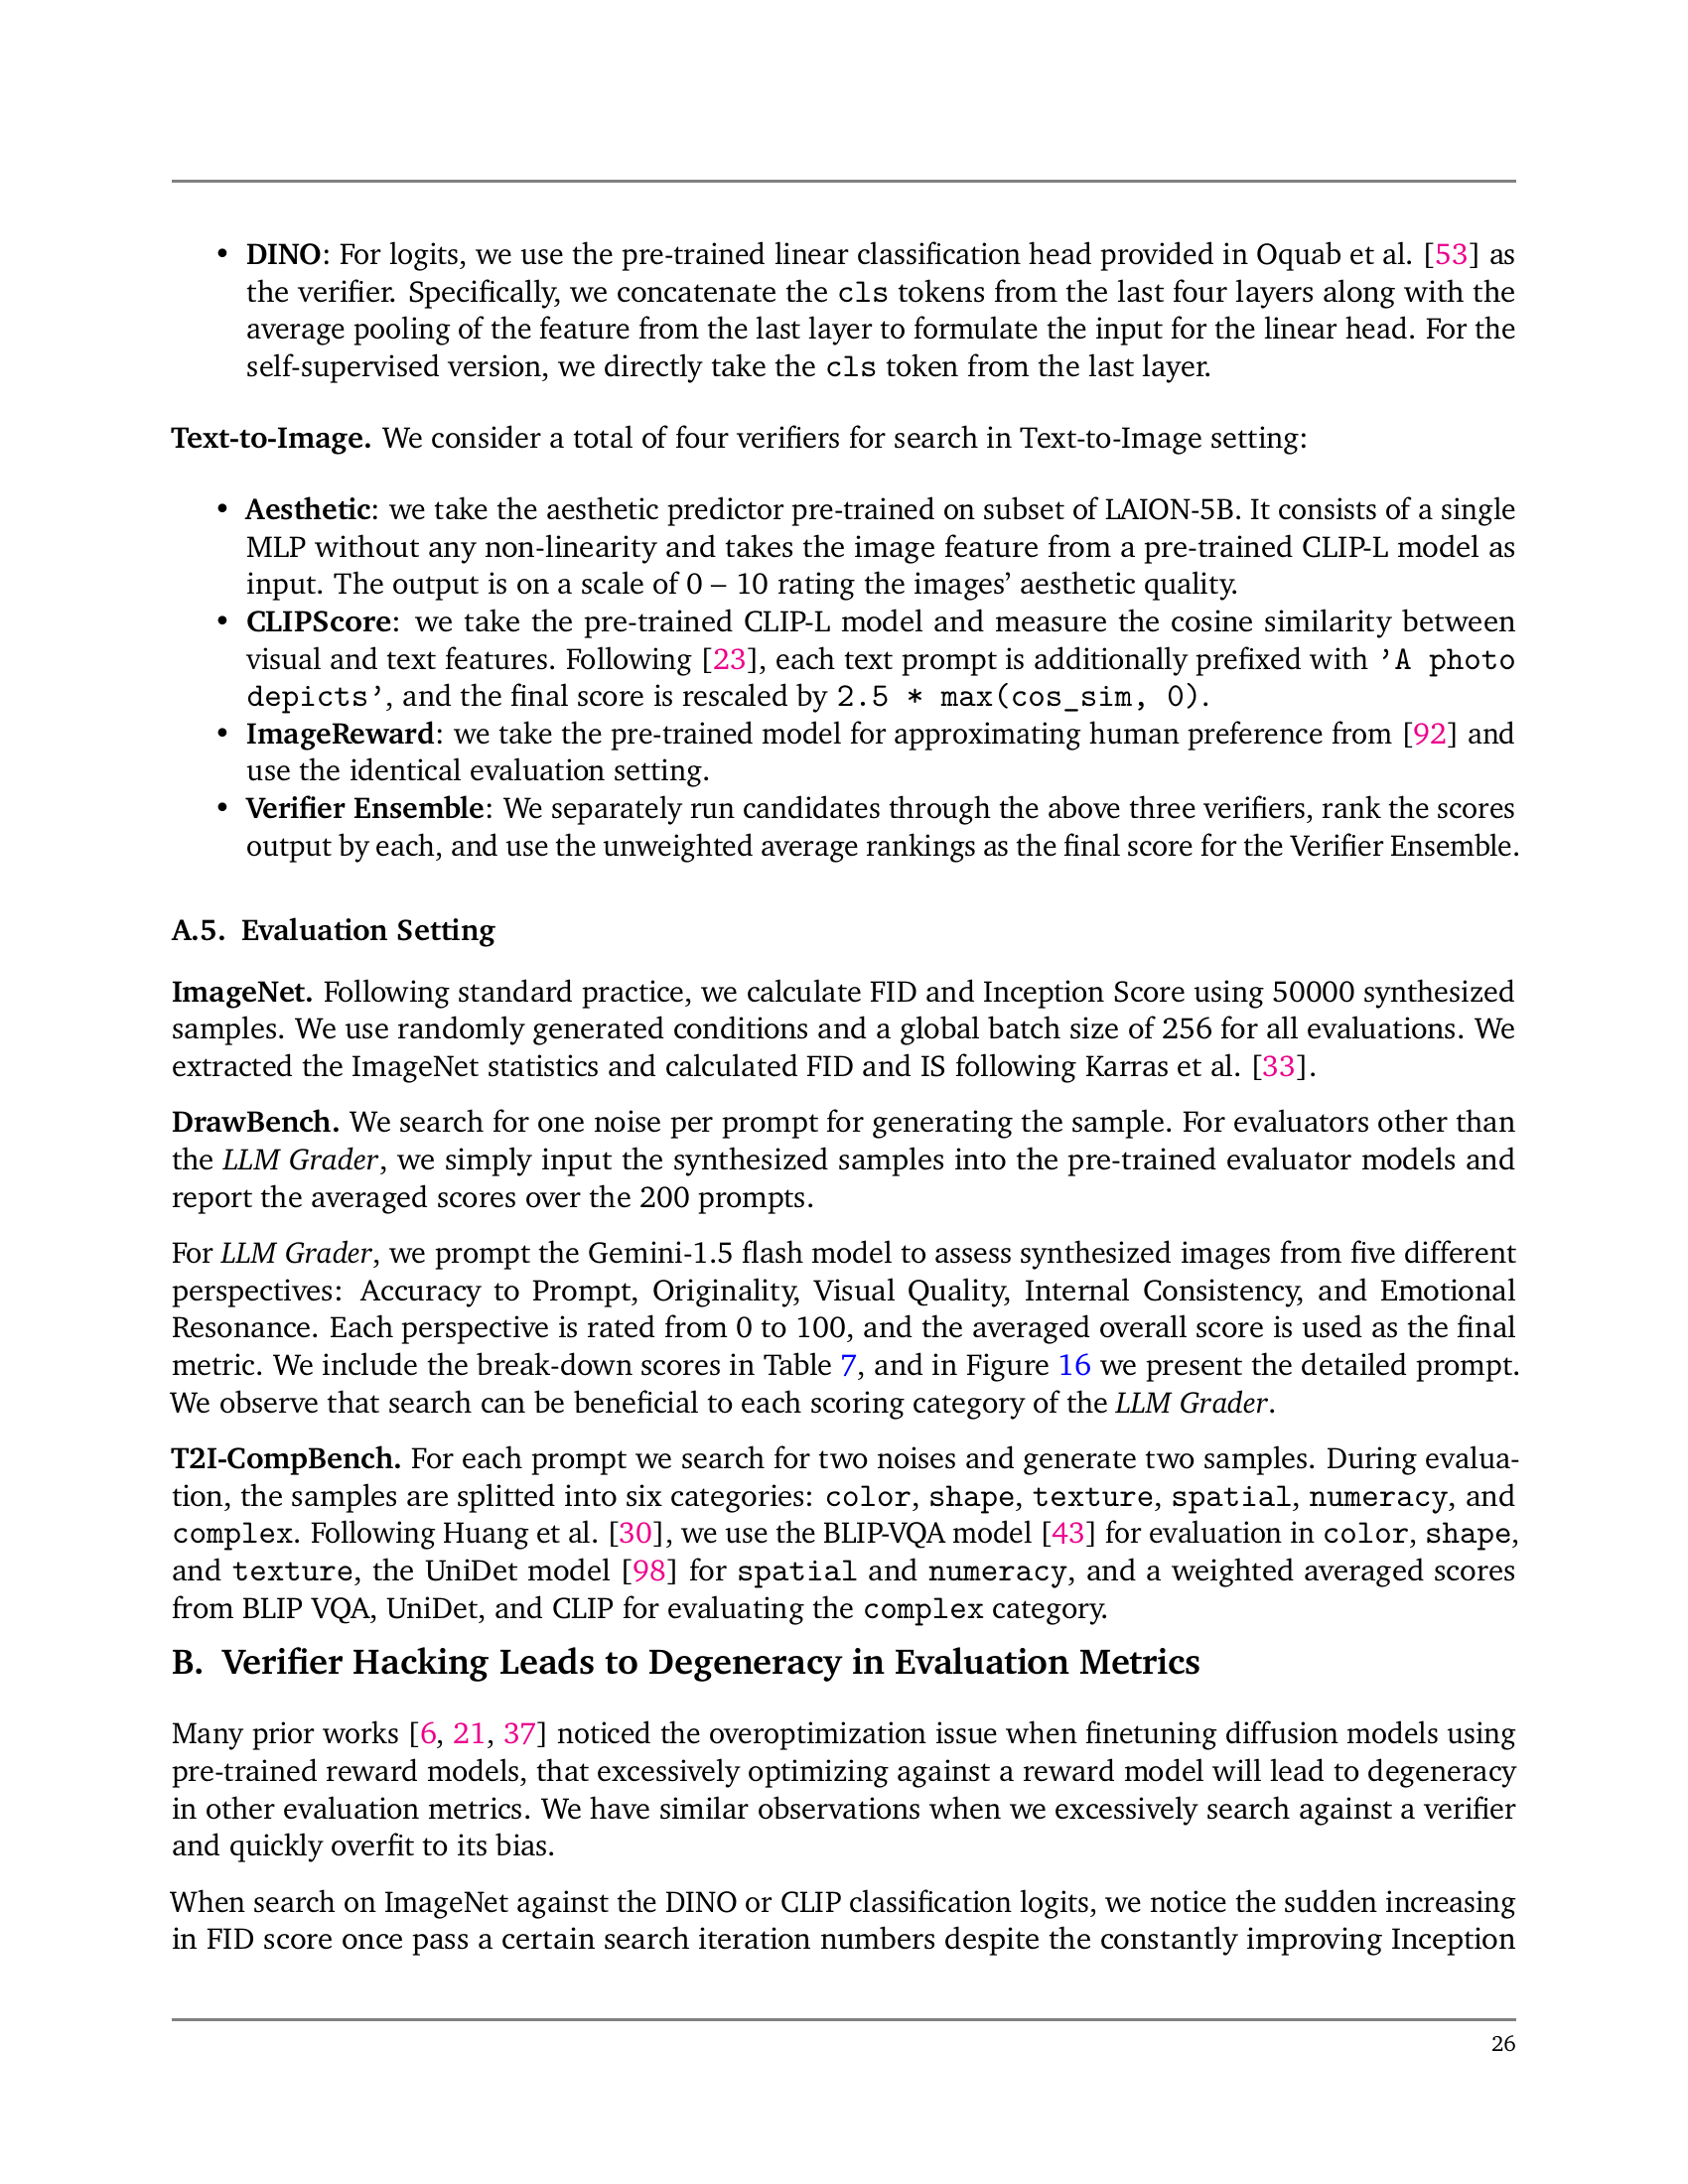 • DINO: For logits, we use the pre-trained linear classification head provided in Oquab et al. [53] as
the verifier. Specifically, we concatenate the cls tokens from the last four layers along with the
average pooling of the feature from the last layer to formulate the input for the linear head. For the
self-supervised version, we directly take the cls token from the last layer.
Text-to-Image. We consider a total of four verifiers for search in Text-to-Image setting:
• Aesthetic: we take the aesthetic predictor pre-trained on subset of LAION-5B. It consists of a single
MLP without any non-linearity and takes the image feature from a pre-trained CLIP-L model as
input. The output is on a scale of 0 – 10 rating the images’ aesthetic quality.
• CLIPScore: we take the pre-trained CLIP-L model and measure the cosine similarity between
visual and text features. Following [23], each text prompt is additionally prefixed with ’A photo
depicts’, and the final score is rescaled by 2.5 * max(cos_sim, 0).
• ImageReward: we take the pre-trained model for approximating human preference from [92] and
use the identical evaluation setting.
• Verifier Ensemble: We separately run candidates through the above three verifiers, rank the scores
output by each, and use the unweighted average rankings as the final score for the Verifier Ensemble.
A.5. Evaluation Setting
ImageNet. Following standard practice, we calculate FID and Inception Score using 50000 synthesized
samples. We use randomly generated conditions and a global batch size of 256 for all evaluations. We
extracted the ImageNet statistics and calculated FID and IS following Karras et al. [33].
DrawBench. We search for one noise per prompt for generating the sample. For evaluators other than
the LLM Grader, we simply input the synthesized samples into the pre-trained evaluator models and
report the averaged scores over the 200 prompts.
For LLM Grader, we prompt the Gemini-1.5 flash model to assess synthesized images from five different
perspectives: Accuracy to Prompt, Originality, Visual Quality, Internal Consistency, and Emotional
Resonance. Each perspective is rated from 0 to 100, and the averaged overall score is used as the final
metric. We include the break-down scores in Table 7, and in Figure 16 we present the detailed prompt.
We observe that search can be beneficial to each scoring category of the LLM Grader.
T2I-CompBench. For each prompt we search for two noises and generate two samples. During evalua-
tion, the samples are splitted into six categories: color, shape, texture, spatial, numeracy, and
complex. Following Huang et al. [30], we use the BLIP-VQA model [43] for evaluation in color, shape,
and texture, the UniDet model [98] for spatial and numeracy, and a weighted averaged scores
from BLIP VQA, UniDet, and CLIP for evaluating the complex category.
B. Verifier Hacking Leads to Degeneracy in Evaluation Metrics
Many prior works [6, 21, 37] noticed the overoptimization issue when finetuning diffusion models using
pre-trained reward models, that excessively optimizing against a reward model will lead to degeneracy
in other evaluation metrics. We have similar observations when we excessively search against a verifier
and quickly overfit to its bias.
When search on ImageNet against the DINO or CLIP classification logits, we notice the sudden increasing
in FID score once pass a certain search iteration numbers despite the constantly improving Inception
26